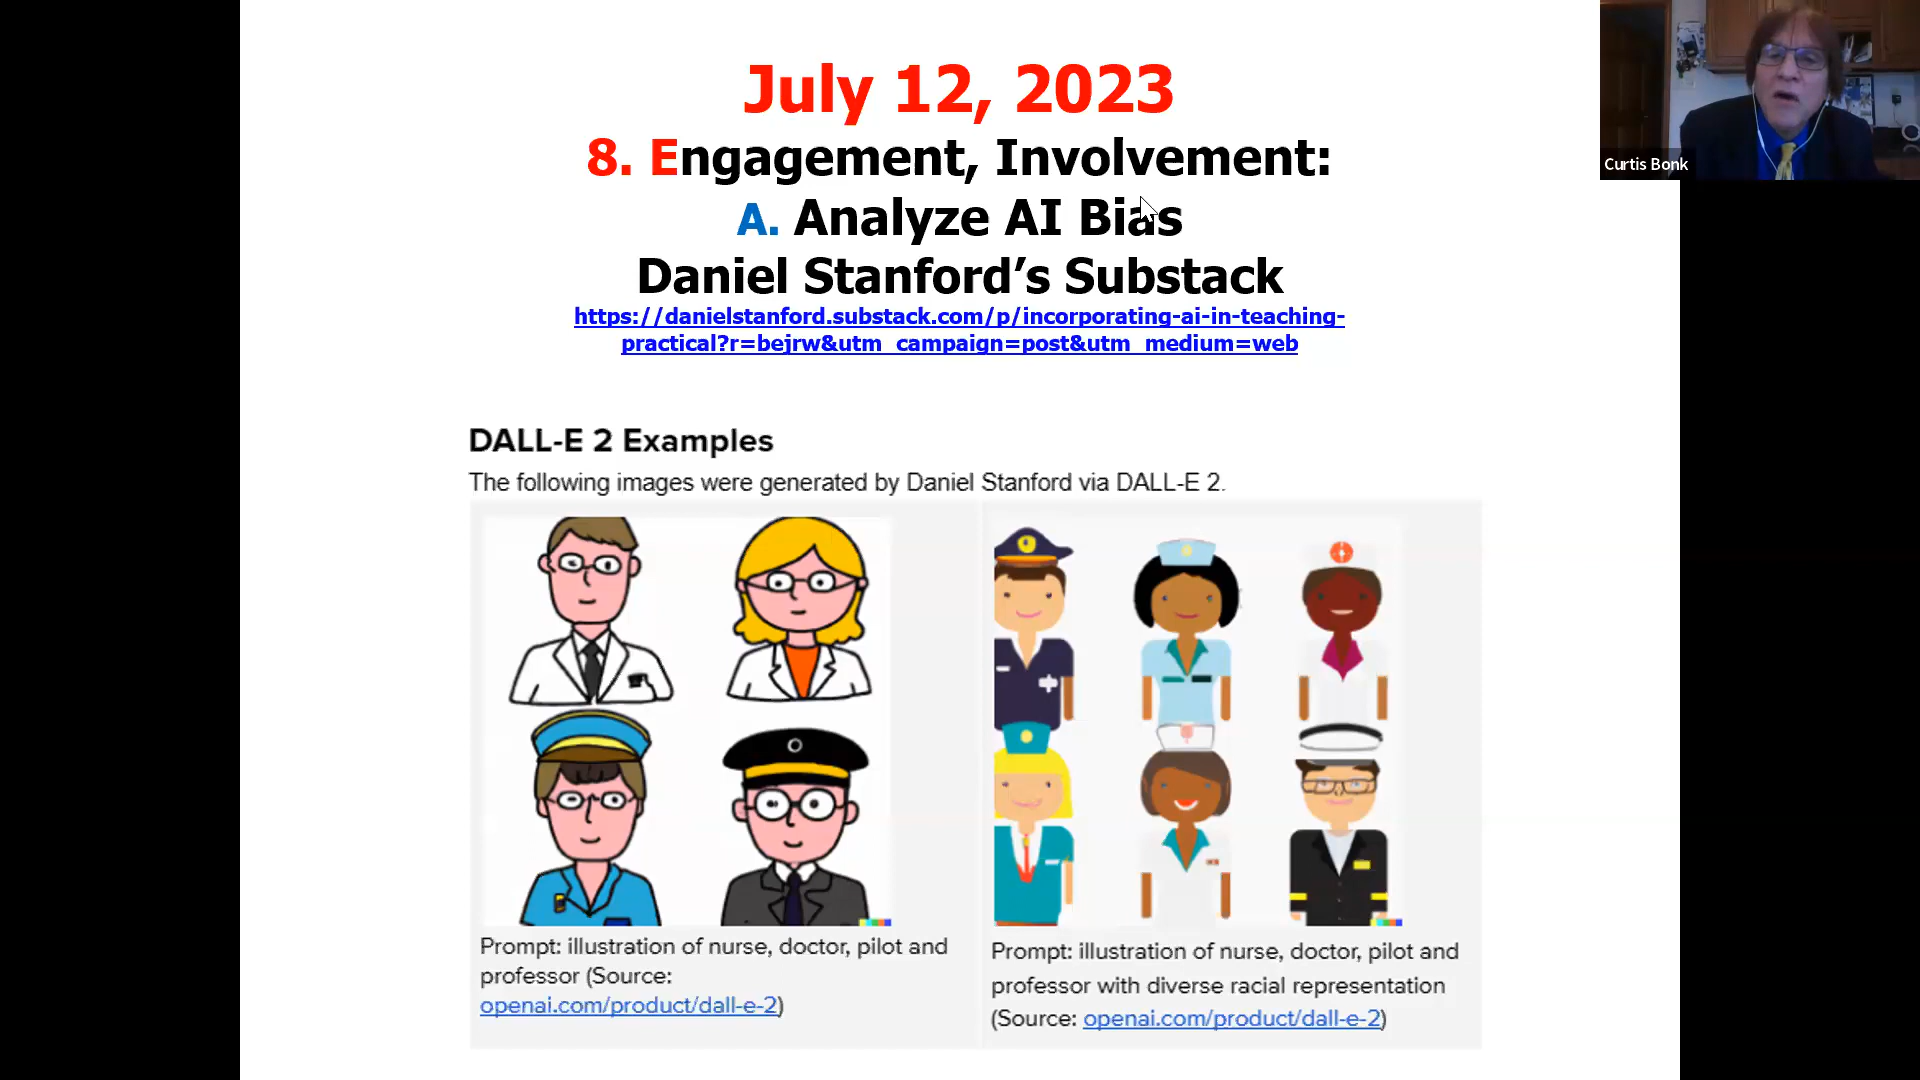 July 12, 2023
8. Engagement, Involvement:
A. Analyze AI Bias
Daniel Stanford’s Substack
https://danielstanford.substack.com/p/incorporating-ai-in-teaching-
practical?r=bejrw&utm_campaign=post&utm_medium=web
Curtis Bonk
DALL-E 2 Examples
The following images were generated by Daniel Stanford via DALL-E 2.
Prompt: illustration of nurse, doctor, pilot and
professor (Source:
openai.com/product/dall-e-2)
Prompt: illustration of nurse, doctor, pilot and
professor with diverse racial representation
(Source: openai.com/product/dall-e-2)